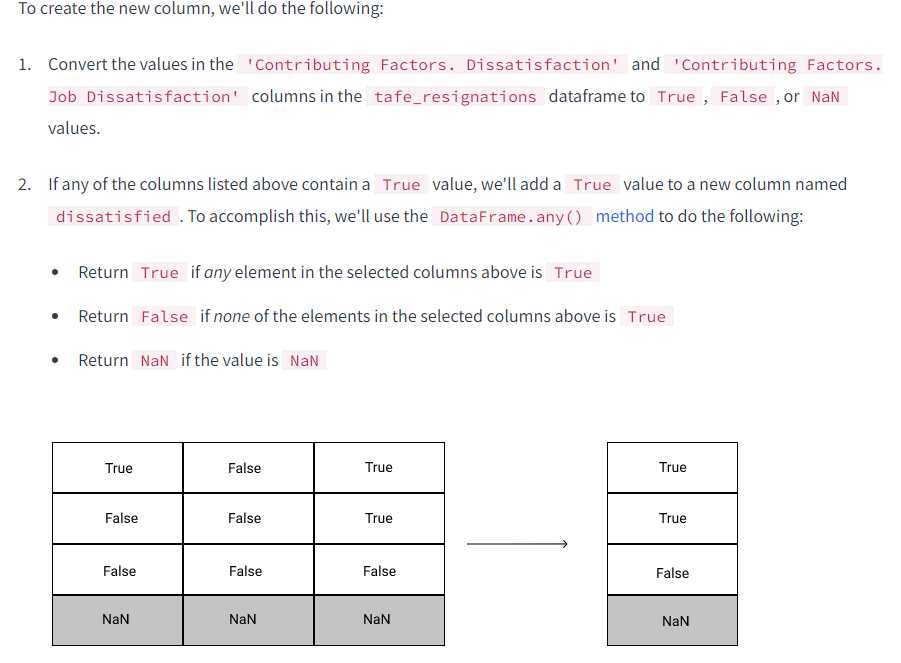 To create the new column, we'll do the following:
1. Convert the values in the 'Contributing Factors. Dissatisfaction' and 'Contributing Factors.
Job Dissatisfaction' columns in the tafe_resignations dataframe to True , False , or NaN
values.
2. If any of the columns listed above contain a True value, we'll add a True value to a new column named
dissatisfied . To accomplish this, we'll use the DataFrame.any() method to do the following:
• Return True if any element in the selected columns above is True
• Return False if none of the elements in the selected columns above is True
• Return NaN if the value is NaN
True False True True
False False True True
False False False False
NaN NaN NaN NaN